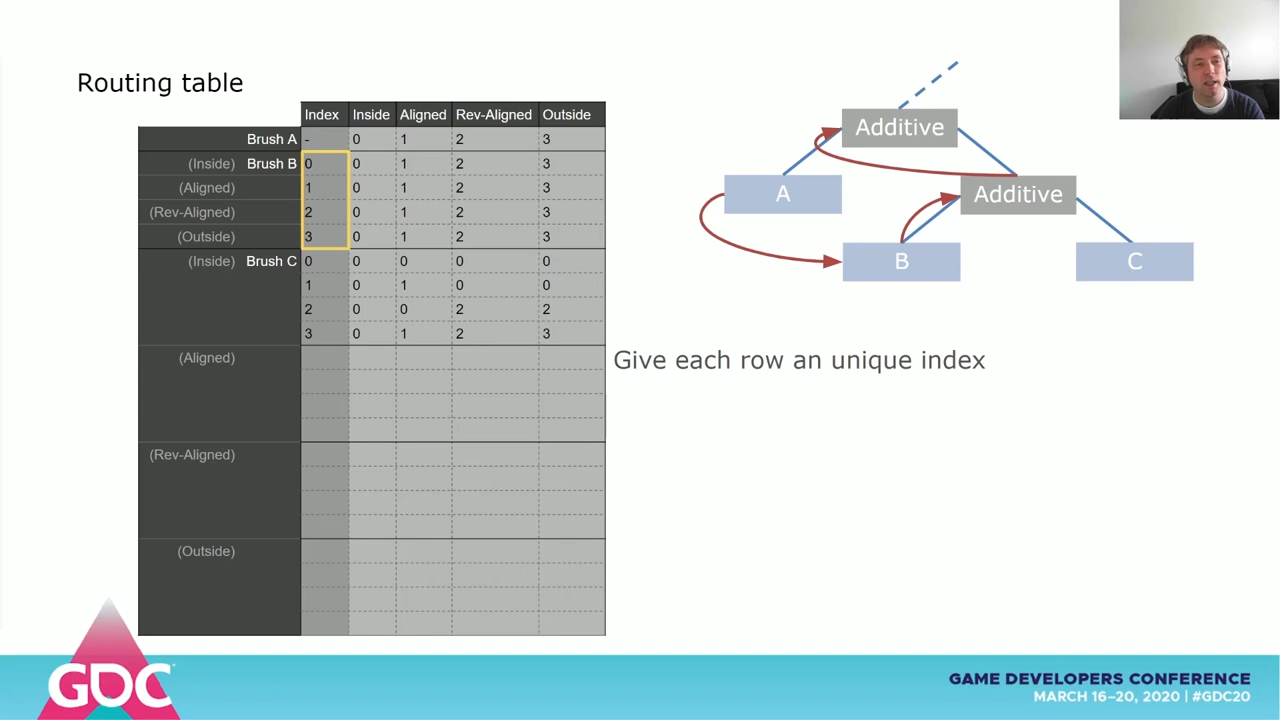 Routing table
Index Inside Aligned Rev-Aligned Outside
Brush A - 0 1 2 3
(Inside) Brush B 0 0 1 2 3
(Aligned) 1 0 1 2 3
(Rev-Aligned) 2 0 1 2 3
(Outside) 3 0 1 2 3
(Inside) Brush C 0 0 0 0 0
1 0 1 0 0
2 0 0 2 2
3 0 1 2 3
(Aligned)
(Rev-Aligned)
(Outside)
Additive
A
Additive
B
C
Give each row an unique index
GDC
GAME DEVELOPERS CONFERENCE
MARCH 16–20, 2020 | #GDC20